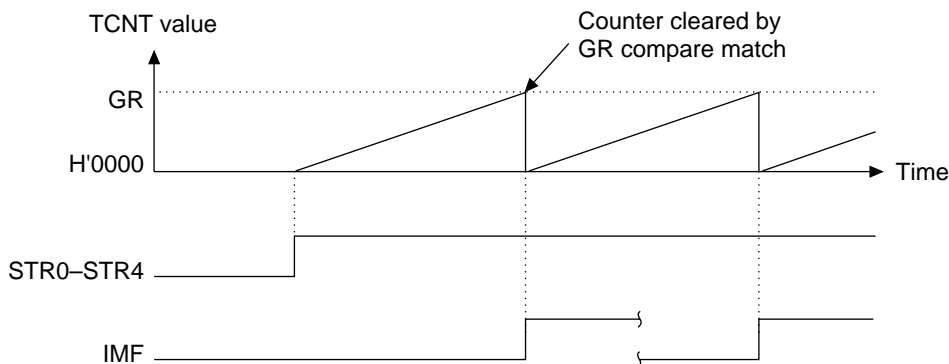 TCNT value
Counter cleared by
GR compare match
GR
H'0000
Time
STR0–STR4
IMF